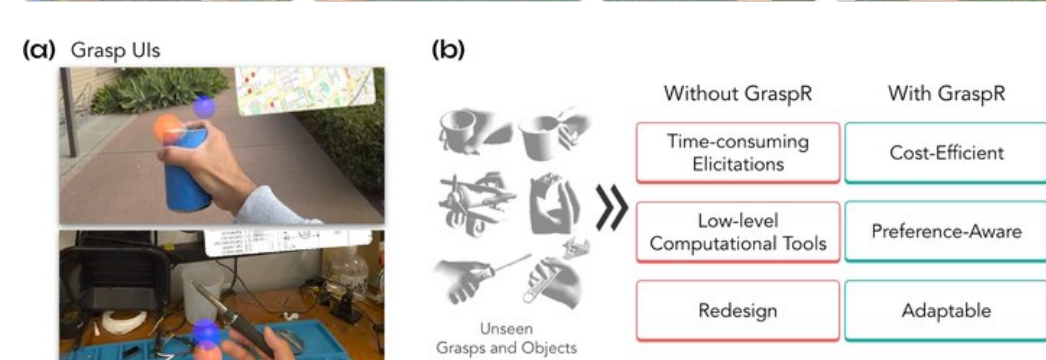 (a) Grasp UIs
(b)
Without GraspR
With GraspR
Time-consuming
Elicitations
Cost-Efficient
Low-level
Computational Tools
Preference-Aware
Redesign
Adaptable
Unseen
Grasps and Objects